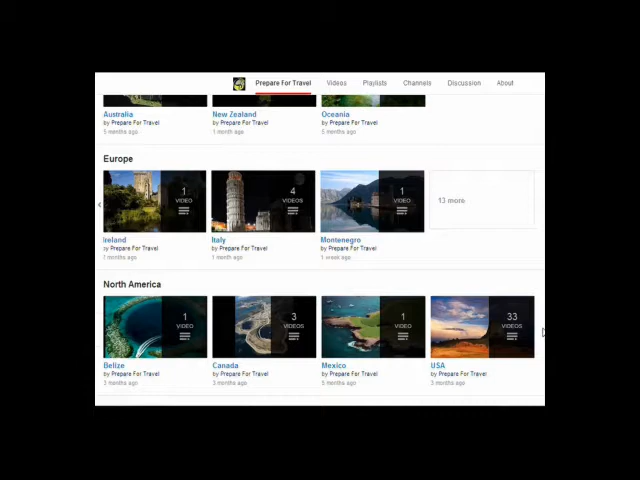 Prepare For Travel Videos Playlists Channels Discussion About
Australia New Zealand Oceania
by Prepare For Travel by Prepare For Travel by Prepare For Travel
5 months ago 1 month ago 5 months ago
Europe
1 VIDEO 4 VIDEOS 1 VIDEO 13 more
Ireland Italy Montenegro
by Prepare For Travel by Prepare For Travel by Prepare For Travel
months ago 1 month ago 1 week ago
North America
1 VIDEO 3 VIDEOS 1 VIDEO 33 VIDEOS
Belize Canada Mexico USA
by Prepare For Travel by Prepare For Travel by Prepare For Travel by Prepare For Travel
3 months ago 3 months ago 5 months ago 3 months ago